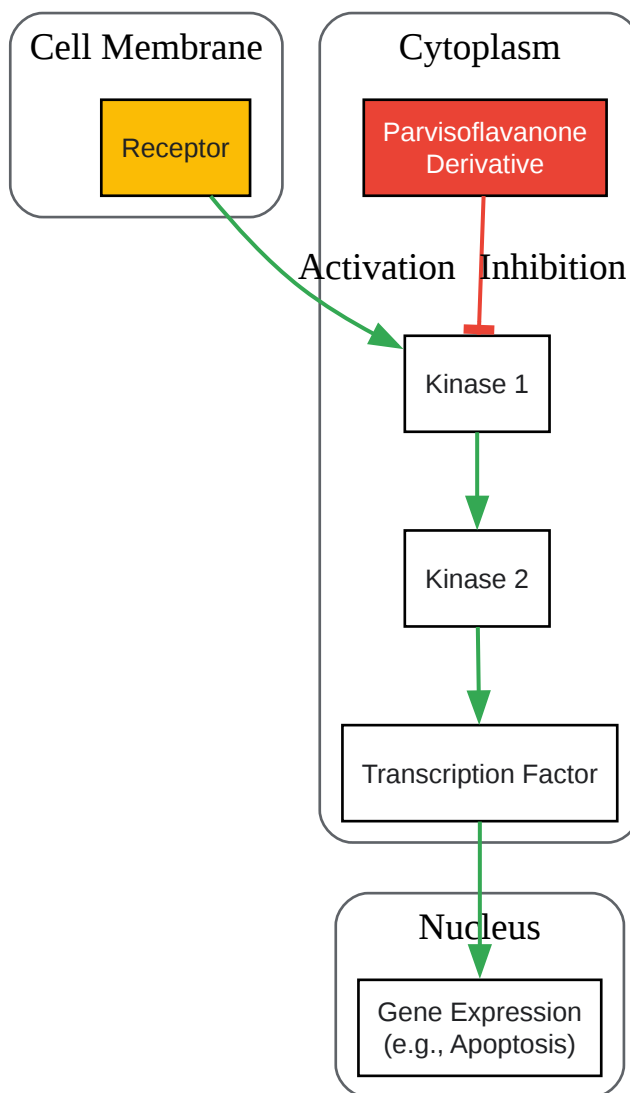 Cell Membrane
Receptor
Cytoplasm
Parvisoflavanone
Derivative
Activation
Inhibition
Kinase 1
Kinase 2
Transcription Factor
Nucleus
Gene Expression
(e.g., Apoptosis)